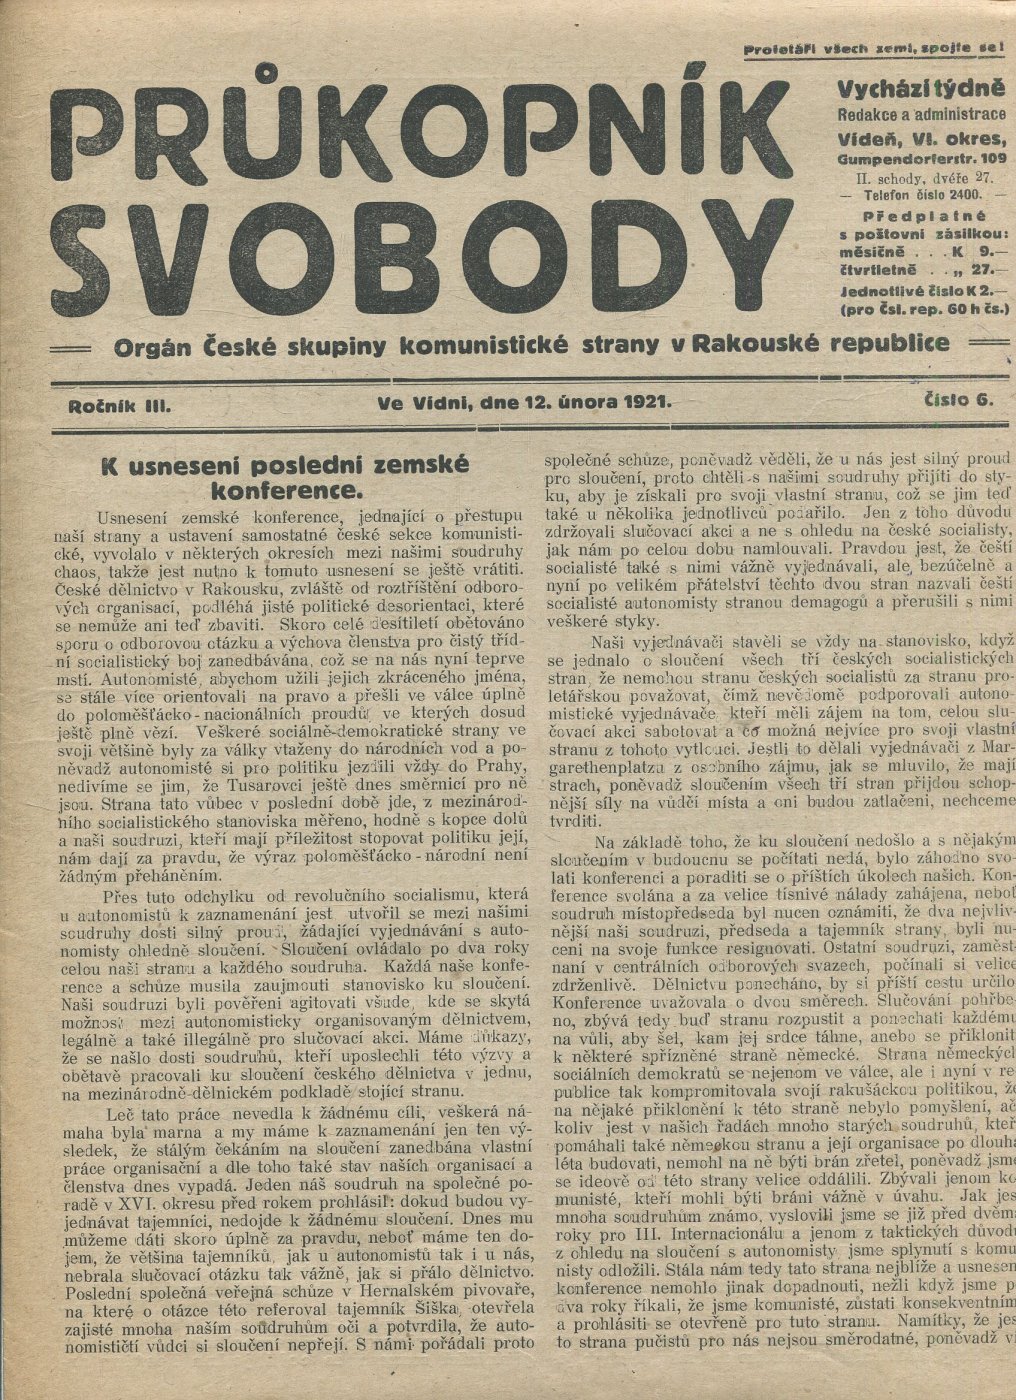 Proletáři všech zemí, spojte se!
PRŮKOPNÍK
SVOBODY
Vychází týdně
Redakce a administrace
Vídeň, VI. okres,
Gumpendorferstr. 109
II. schody, dvéře 27.
— Telefon číslo 2400. —
Předplatné
s poštovní zásilkou:
měsíčně . . . K 9.—
čtvrtletně . . „ 27.—
Jednotlivé číslo K 2.—
(pro Čsl. rep. 60 h čs.)
Orgán České skupiny komunistické strany v Rakouské republice
Ročník III.
Ve Vídni, dne 12. února 1921.
Číslo 6.
K usnesení poslední zemské
konference.
Usnesení zemské konference, jednající o přestupu
naší strany a ustavení samostatné české sekce komunisti-
cké, vyvolalo v některých okresích mezi našimi soudruhy
chaos, takže jest nutno k tomuto usnesení se ještě vrátiti.
České dělnictvo v Rakousku, zvláště od roztříštění odboro-
vých organisací, podléhá jisté politické desorientaci, které
se nemůže ani teď zbaviti. Skoro celé desítiletí obětováno
sporu o odborovou otázku a výchova členstva pro čistý tříd-
ní socialistický boj zanedbávána, což se na nás nyní teprve
mstí. Autonomisté, abychom užili jejich zkráceného jména,
se stále více orientovali na pravo a přešli ve válce úplně
do poloměšťácko-nacionálních proudů, ve kterých dosud
ještě plně vězí. Veškeré sociálně-demokratické strany ve
svoji většině byly za války vtaženy do národních vod a po-
něvadž autonomisté si pro politiku jezdili vždy do Prahy,
nedivíme se jim, že Tusarovci ještě dnes směrnicí pro ně
jsou. Strana tato vůbec v poslední době jde, z mezinárod-
ního socialistického stanoviska měřeno, hodně s kopce dolů
a naši soudruzi, kteří mají příležitost stopovat politiku její,
nám dají za pravdu, že výraz poloměšťácko-národní není
žádným přeháněním.
Přes tuto odchylku od revolučního socialismu, která
u autonomistů k zaznamenání jest utvořil se mezi našimi
soudruhy dosti silný proud, žádající vyjednávání s auto-
nomisty ohledně sloučení. Sloučení ovládalo po dva roky
celou naši stranu a každého soudruha. Každá naše konfe-
rence a schůze musila zaujmouti stanovisko ku sloučení.
Naši soudruzi byli pověřeni agitovati všude, kde se skytá
možnost mezi autonomisticky organisovaným dělnictvem,
legálně a také illegálně pro slučovací akci. Máme důkazy,
že se našlo dosti soudruhů, kteří uposlechli této výzvy a
obětavě pracovali ku sloučení českého dělnictva v jednu,
na mezinárodně-dělnickém podkladě stojící stranu.
Leč tato práce nevedla k žádnému cíli, veškerá ná-
maha byla marna a my máme k zaznamenání jen ten vý-
sledek, že stálým čekáním na sloučení zanedbána vlastní
práce organisační a dle toho také stav naších organisací a
členstva dnes vypadá. Jeden náš soudruh na společné po-
radě v XVI. okresu před rokem prohlásil: dokud budou vy-
jednávat tajemníci, nedojde k žádnému sloučení. Dnes mu
můžeme dáti skoro úplně za pravdu, neboť máme ten do-
jem, že většina tajemníků, jak u autonomistů tak i u nás,
nebrala slučovací otázku tak vážně, jak si přálo dělnictvo.
Poslední společná veřejná schůze v Hernalském pivovaře,
na které o otázce této referoval tajemník Šiška, otevřela
zajisté mnoha naším soudruhům oči a potvrdila, že auto-
nomističtí vůdci si sloučení nepřejí. S námi pořádali proto
společné schůze, poněvadž věděli, že u nás jest silný proud
pro sloučení, proto chtěli-s našimi soudruhy přijíti do sty-
ku, aby je získali pro svoji vlastní stranu, což se jim teď
také u několika jednotlivců podařilo. Jen z toho důvodu
zdržovali slučovací akci a ne s ohledu na české socialisty,
jak nám po celou dobu namlouvali. Pravdou jest, že čeští
socialisté také s nimi vážně vyjednávali, ale bezúčelně a
nyní po velikém přátelství těchto dvou stran nazvali čeští
socialisté autonomisty stranou demagogů a přerušili s nimi
veškeré styky.
Naši vyjednávači stavěli se vždy na stanovisko, když
se jednalo o sloučení všech tří českých socialistických
stran, že nemohou stranu českých socialistů za stranu pro-
letářskou považovat, čímž nevědomě podporovali autono-
mistické vyjednávače, kteří měli zájem na tom, celou slu-
čovací akci sabotovat a co možná nejvíce pro svoji vlastní
stranu z tohoto vytlouci. Jestli to dělali vyjednávači z Mar-
garethenplatzu z osobního zájmu, jak se mluvilo, že mají
strach, poněvadž sloučením všech tří stran přijdou schop-
nější síly na vůdčí místa a oni budou zatlačeni, nechceme
tvrditi.
Na základě toho, že ku sloučení nedošlo a s nějakým
sloučením v budoucnu se počítati nedá, bylo záhodno svo-
lati konferenci a poraditi se o příštích úkolech našich. Kon-
ference svolána a za velice tísnivé nálady zahájena, neboť
soudruh místopředseda byl nucen oznámiti, že dva nejvliv-
nější naši soudruzi, předseda a tajemník strany, byli nu-
ceni na svoje funkce resignovati. Ostatní soudruzi, zaměst-
naní v centrálních odborových svazech, počínali si velice
zdrženlivě. Dělnictvu ponecháno, by si příští cestu určilo.
Konference uvažovala o dvou směrech. Slučování pohřbe-
no, zbývá tedy buď stranu rozpustit a ponechati každému
na vůli, aby šel, kam jej srdce táhne, anebo se přikloniti
k některé spřízněné straně německé. Strana německých
sociálních demokratů se nejenom ve válce, ale i nyní v re-
publice tak kompromitovala svojí rakušáckou politikou, že
na nějaké přiklonění k této straně nebylo pomyšlení, ač
koliv jest v našich řadách mnoho starých soudruhů, kteř
pomáhali také německou stranu a její organisace po dlouhá
léta budovati, nemohl na ně býti brán zřetel, poněvadž jsme
se ideově od této strany velice oddálili. Zbývali jenom ko
munisté, kteří mohli býti bráni vážně v úvahu. Jak jes
mnoha soudruhům známo, vyslovili jsme se již před dvěma
roky pro III. Internacionálu a jenom z taktických důvodů
z ohledu na sloučení s autonomisty jsme splynutí s komu
nisty odložili. Stála nám tedy tato strana nejblíže a usnesen
konference nemohlo jinak dopadnouti, nežli když jsme p
dva roky říkali, že jsme komunisté, zůstati konsekventním
a prohlásiti se otevřeně pro tuto stranu. Namítky, že jes
to strana pučistů pro nás nejsou směrodatné, poněvadž v